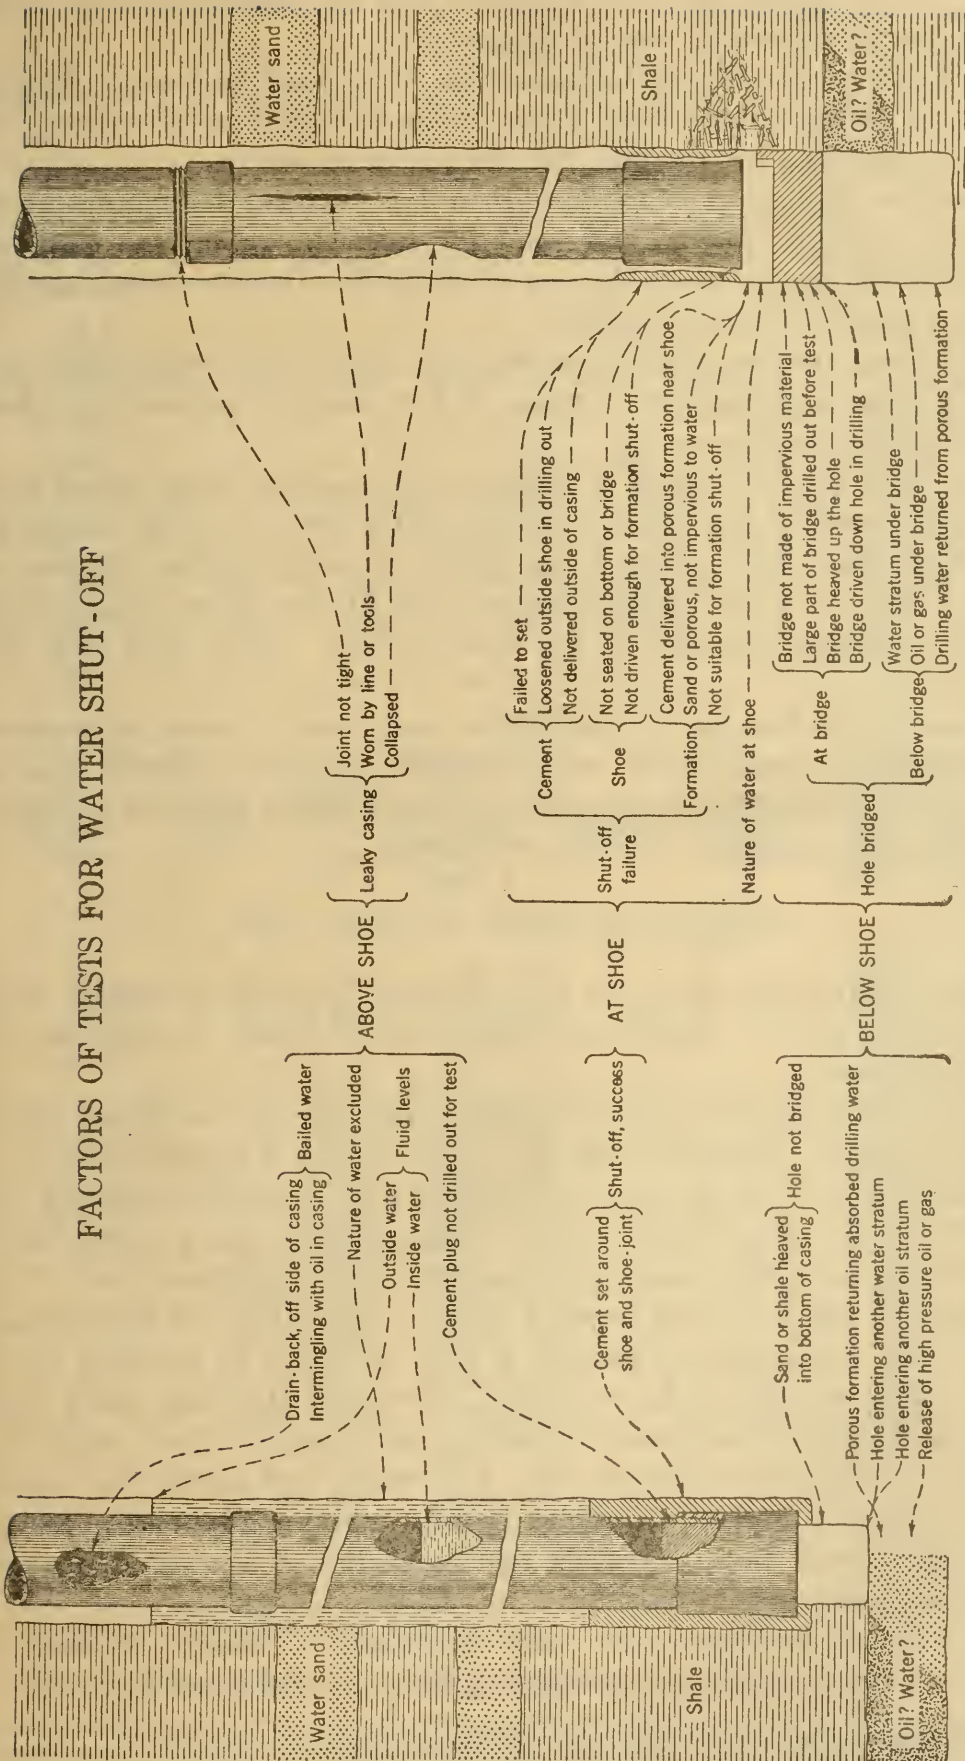 FACTORS OF TESTS FOR WATER SHUT-OFF
Water sand
Shale
Oil? Water?
Drain-back, off side of casing
Intermingling with oil in casing
Bailed water
Nature of water excluded
Outside water
Inside water
Fluid levels
Cement plug not drilled out for test
ABOVE SHOE
Leaky casing
Joint not tight
Worn by line or tools
Collapsed
Cement set around
shoe and shoe-joint
Shut-off, success
AT SHOE
Shut-off
failure
Cement
Failed to set
Loosened outside shoe in drilling out
Not delivered outside of casing
Shoe
Not seated on bottom or bridge
Not driven enough for formation shut-off
Formation
Cement delivered into porous formation near shoe
Sand or porous, not impervious to water
Not suitable for formation shut-off
Nature of water at shoe
Sand or shale heaved
into bottom of casing
Hole not bridged
Porous formation returning absorbed drilling water
Hole entering another water stratum
Hole entering another oil stratum
Release of high pressure oil or gas
BELOW SHOE
Hole bridged
At bridge
Bridge not made of impervious material
Large part of bridge drilled out before test
Bridge heaved up the hole
Bridge driven down hole in drilling
Below bridge
Water stratum under bridge
Oil or gas under bridge
Drilling water returned from porous formation
Water sand
Shale
Oil? Water?